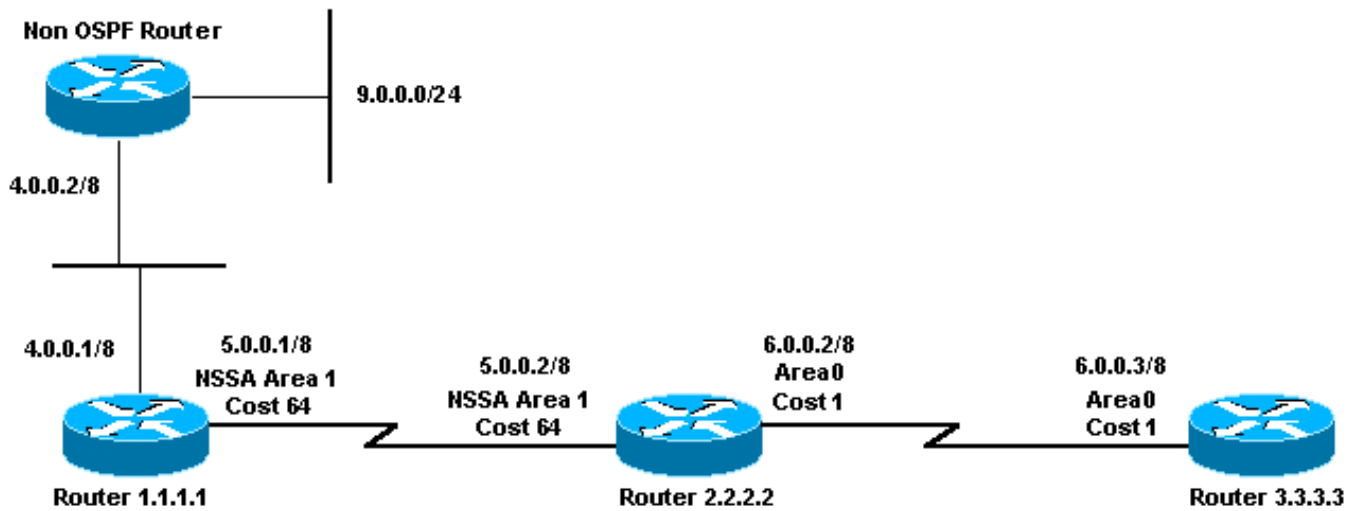 Non OSPF Router
9.0.0.0/24
4.0.0.2/8
4.0.0.1/8
5.0.0.1/8
NSSA Area 1
Cost 64
5.0.0.2/8
NSSA Area 1
Cost 64
6.0.0.2/8
Area0
Cost 1
6.0.0.3/8
Area0
Cost 1
Router 1.1.1.1
Router 2.2.2.2
Router 3.3.3.3